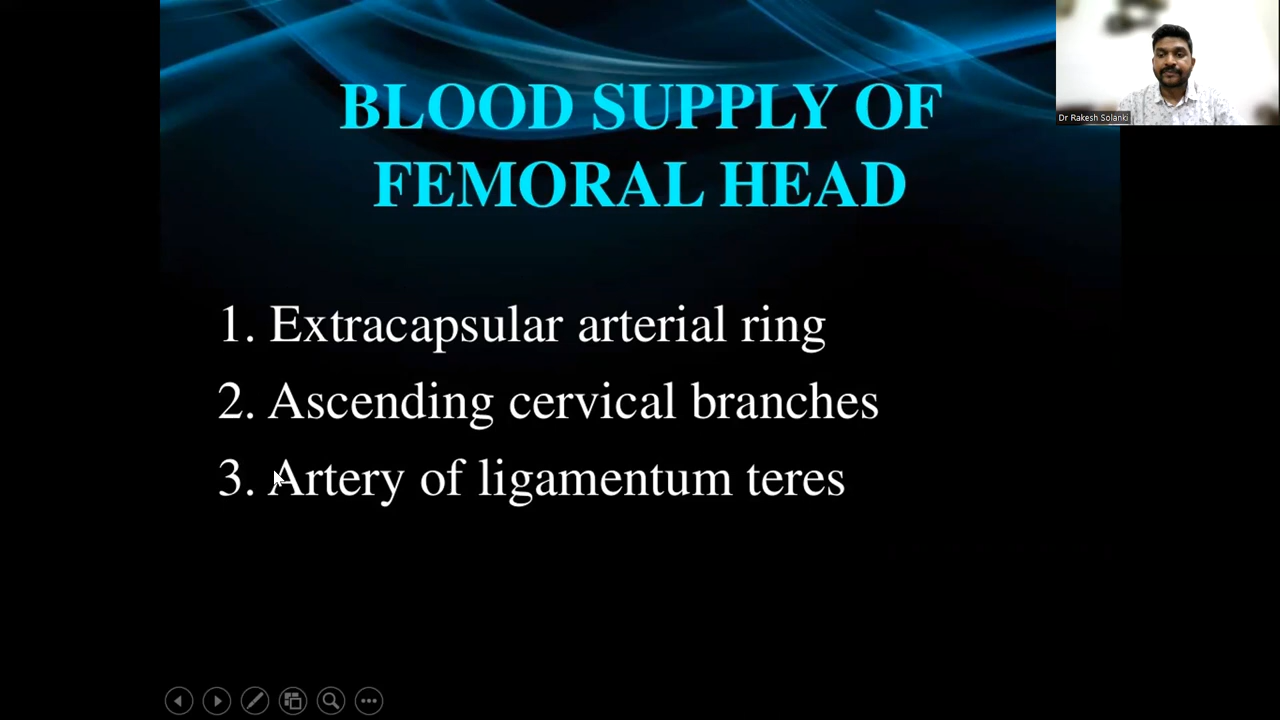 BLOOD SUPPLY OF
FEMORAL HEAD
Dr Rakesh Solanki
1. Extracapsular arterial ring
2. Ascending cervical branches
3. Artery of ligamentum teres